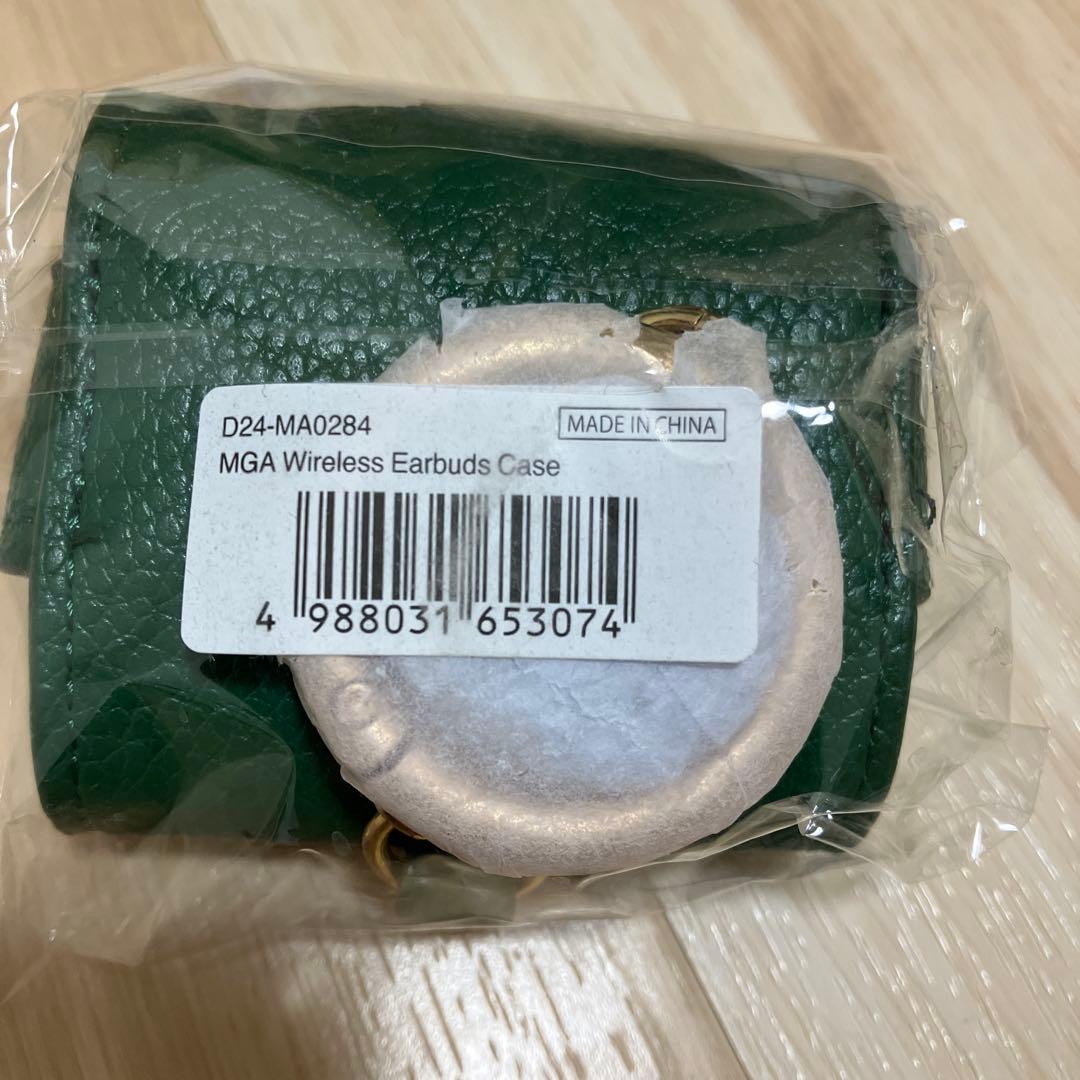 D24-MA0284
MADE IN CHINA
MGA Wireless Earbuds Case
4 988031 653074